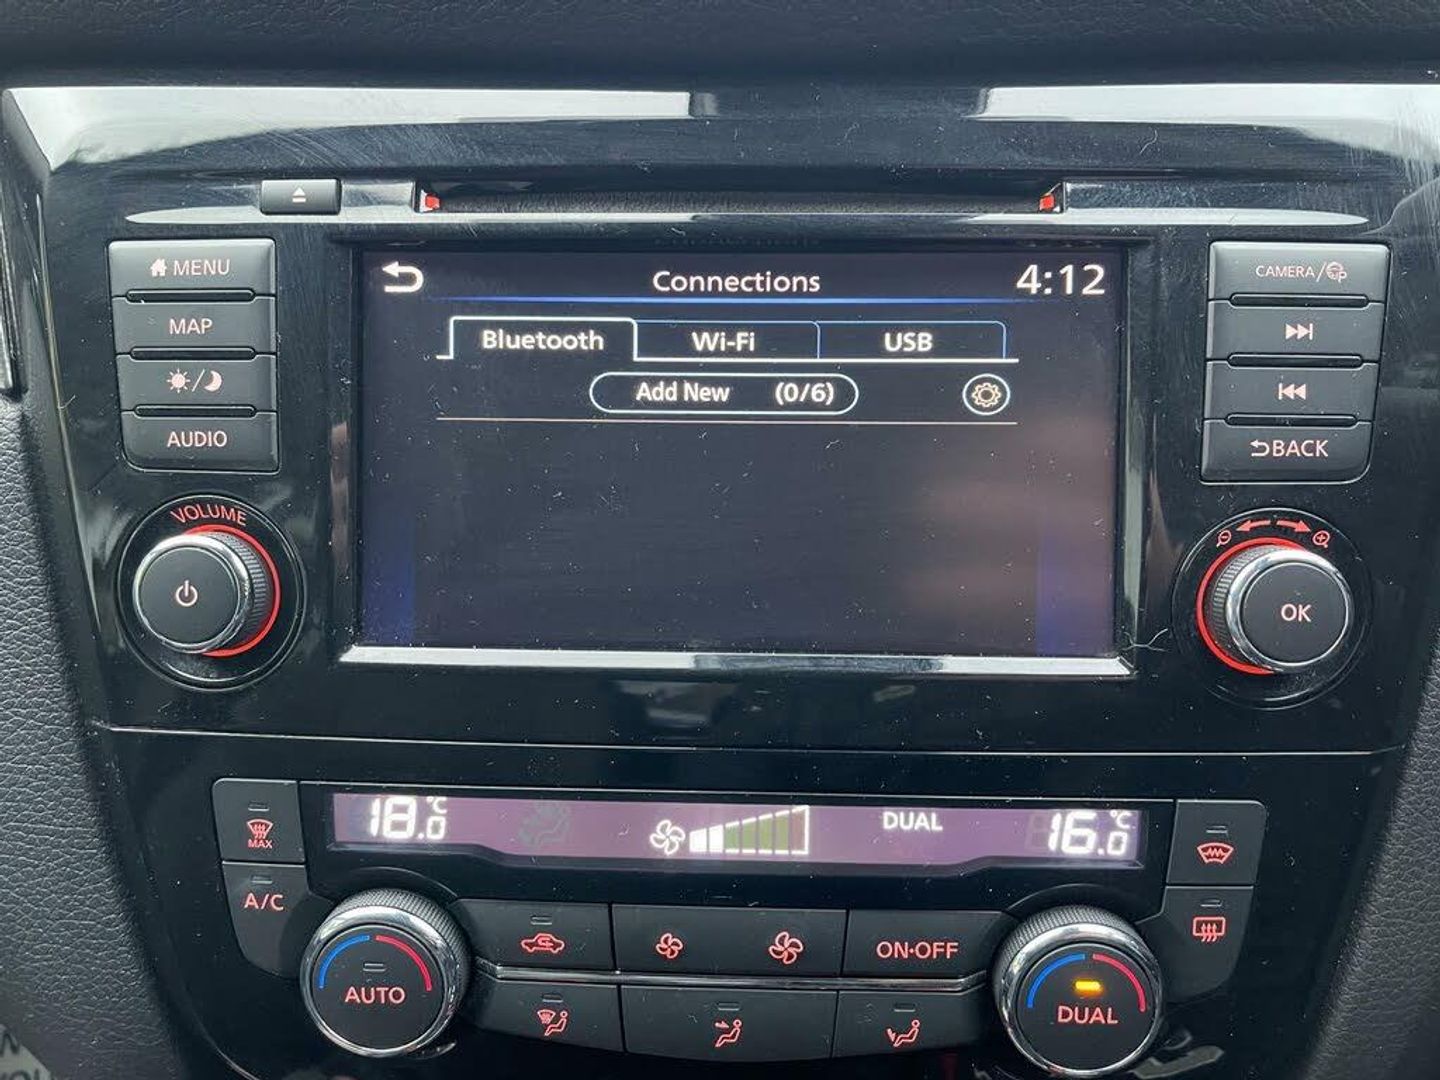 MENU
MAP
AUDIO
VOLUME
Connections
4:12
Bluetooth
Wi-Fi
USB
Add New (0/6)
CAMERA/
BACK
OK
18.0°C
DUAL
16.0°C
MAX
A/C
AUTO
ON·OFF
DUAL